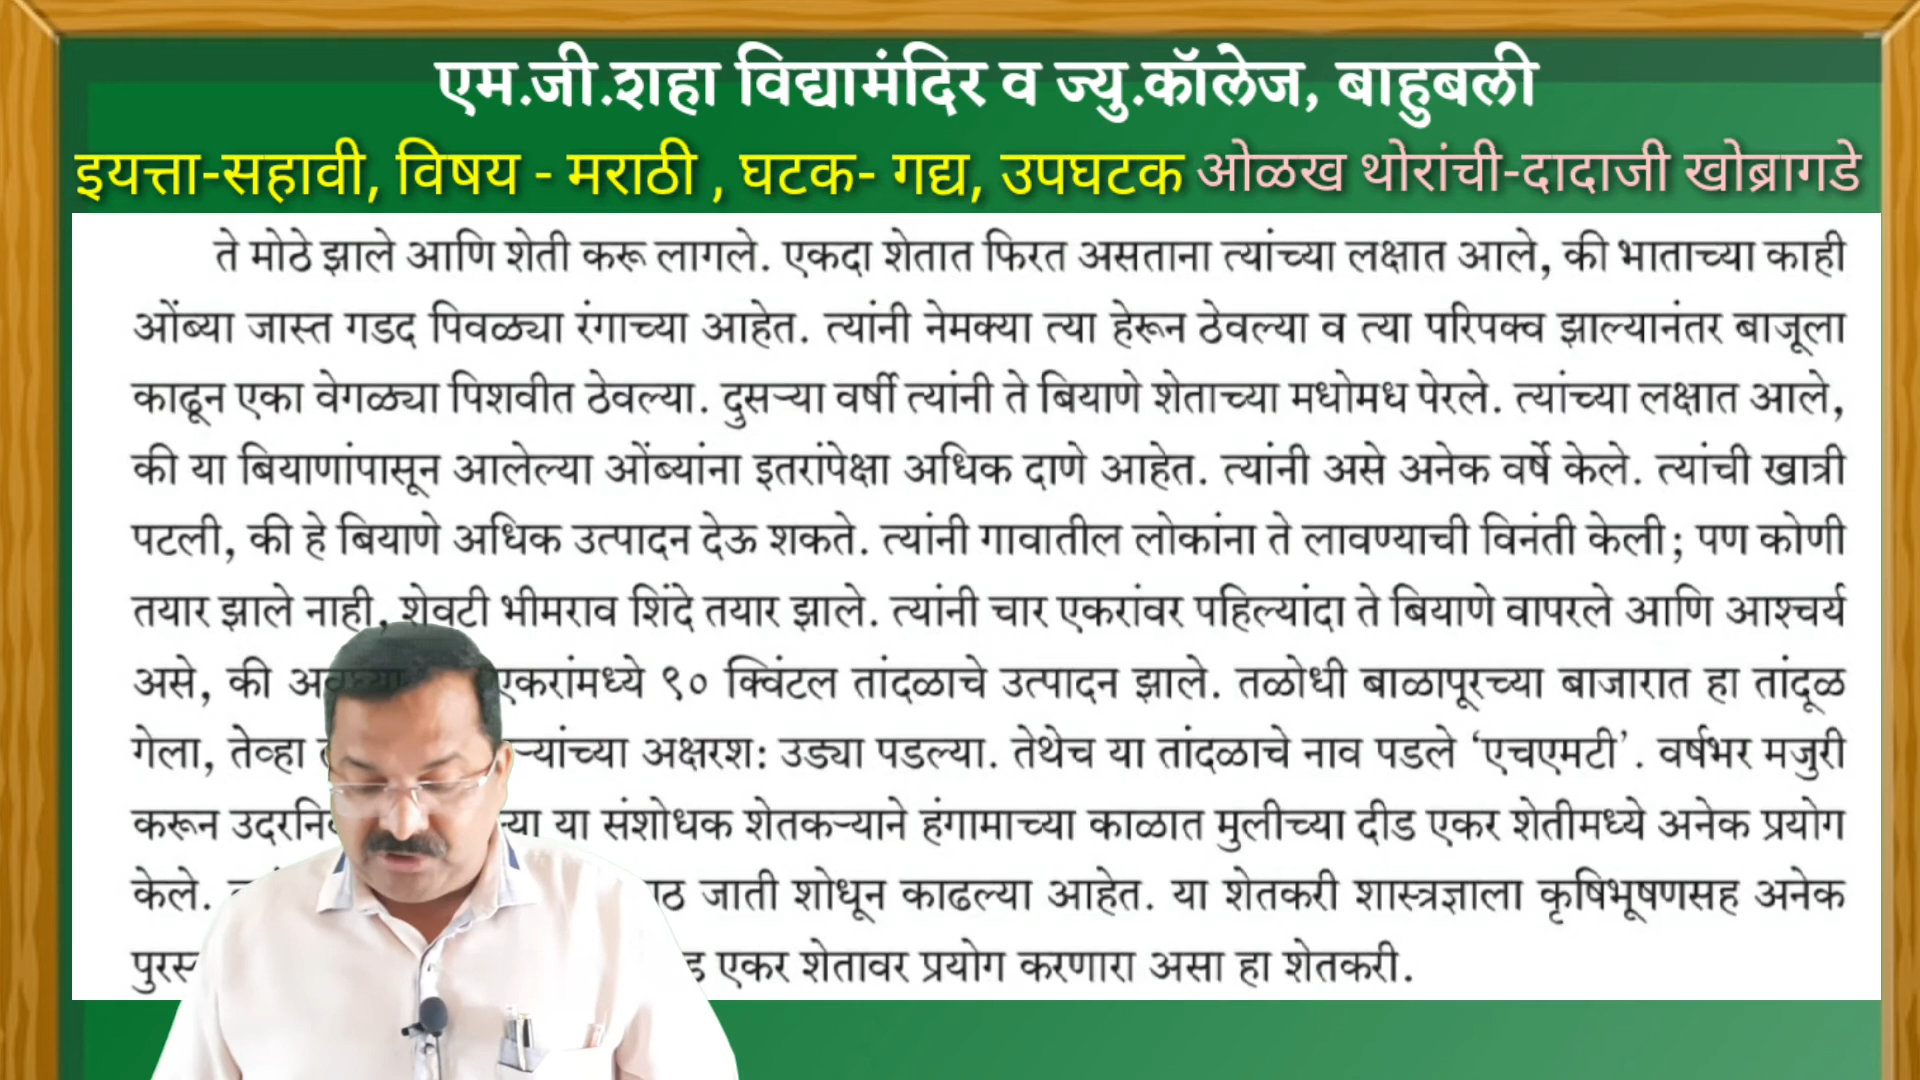 एम.जी.शहा विद्यामंदिर व ज्यु.कॉलेज, बाहुबली
इयत्ता-सहावी, विषय - मराठी , घटक- गद्य, उपघटक ओळख थोरांची-दादाजी खोब्रागडे
ते मोठे झाले आणि शेती करू लागले. एकदा शेतात फिरत असताना त्यांच्या लक्षात आले, की भाताच्या काही
ओंब्या जास्त गडद पिवळ्या रंगाच्या आहेत. त्यांनी नेमक्या त्या हेरून ठेवल्या व त्या परिपक्व झाल्यानंतर बाजूला
काढून एका वेगळ्या पिशवीत ठेवल्या. दुसऱ्या वर्षी त्यांनी ते बियाणे शेताच्या मधोमध पेरले. त्यांच्या लक्षात आले,
की या बियाणांपासून आलेल्या ओंब्यांना इतरांपेक्षा अधिक दाणे आहेत. त्यांनी असे अनेक वर्षे केले. त्यांची खात्री
पटली, की हे बियाणे अधिक उत्पादन देऊ शकते. त्यांनी गावातील लोकांना ते लावण्याची विनंती केली; पण कोणी
तयार झाले नाही. शेवटी भीमराव शिंदे तयार झाले. त्यांनी चार एकरांवर पहिल्यांदा ते बियाणे वापरले आणि आश्चर्य
असे, की एकरांमध्ये ९० क्विंटल तांदळाचे उत्पादन झाले. तळोधी बाळापूरच्या बाजारात हा तांदूळ
गेला, तेव्हा अक्षरश: उड्या पडल्या. तेथेच या तांदळाचे नाव पडले ‘एचएमटी’. वर्षभर मजुरी
करून या संशोधक शेतकऱ्याने हंगामाच्या काळात मुलीच्या दीड एकर शेतीमध्ये अनेक प्रयोग
केले. जाती शोधून काढल्या आहेत. या शेतकरी शास्त्रज्ञाला कृषिभूषणसह अनेक
एकर शेतावर प्रयोग करणारा असा हा शेतकरी.